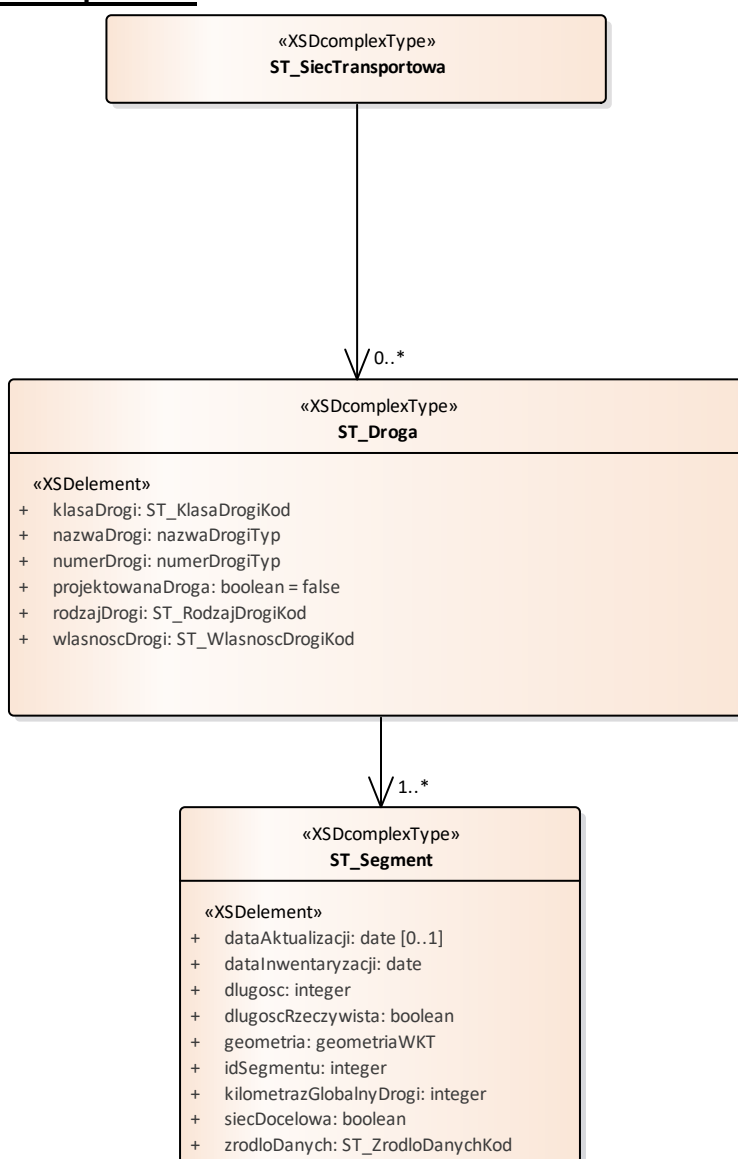 «XSDcomplexType»
ST_SiecTransportowa
0..*
«XSDcomplexType»
ST_Droga
«XSDelement»
+ klasaDrogi: ST_KlasaDrogiKod
+ nazwaDrogi: nazwaDrogiTyp
+ numerDrogi: numerDrogiTyp
+ projektowanaDroga: boolean = false
+ rodzajDrogi: ST_RodzajDrogiKod
+ wlasnoscDrogi: ST_WlasnoscDrogiKod
1..*
«XSDcomplexType»
ST_Segment
«XSDelement»
+ dataAktualizacji: date [0..1]
+ dataInwentaryzacji: date
+ dlugosc: integer
+ dlugoscRzeczywista: boolean
+ geometria: geometriaWKT
+ idSegmentu: integer
+ kilometrazGlobalnyDrogi: integer
+ siecDocelowa: boolean
+ zrodloDanych: ST_ZrodloDanychKod